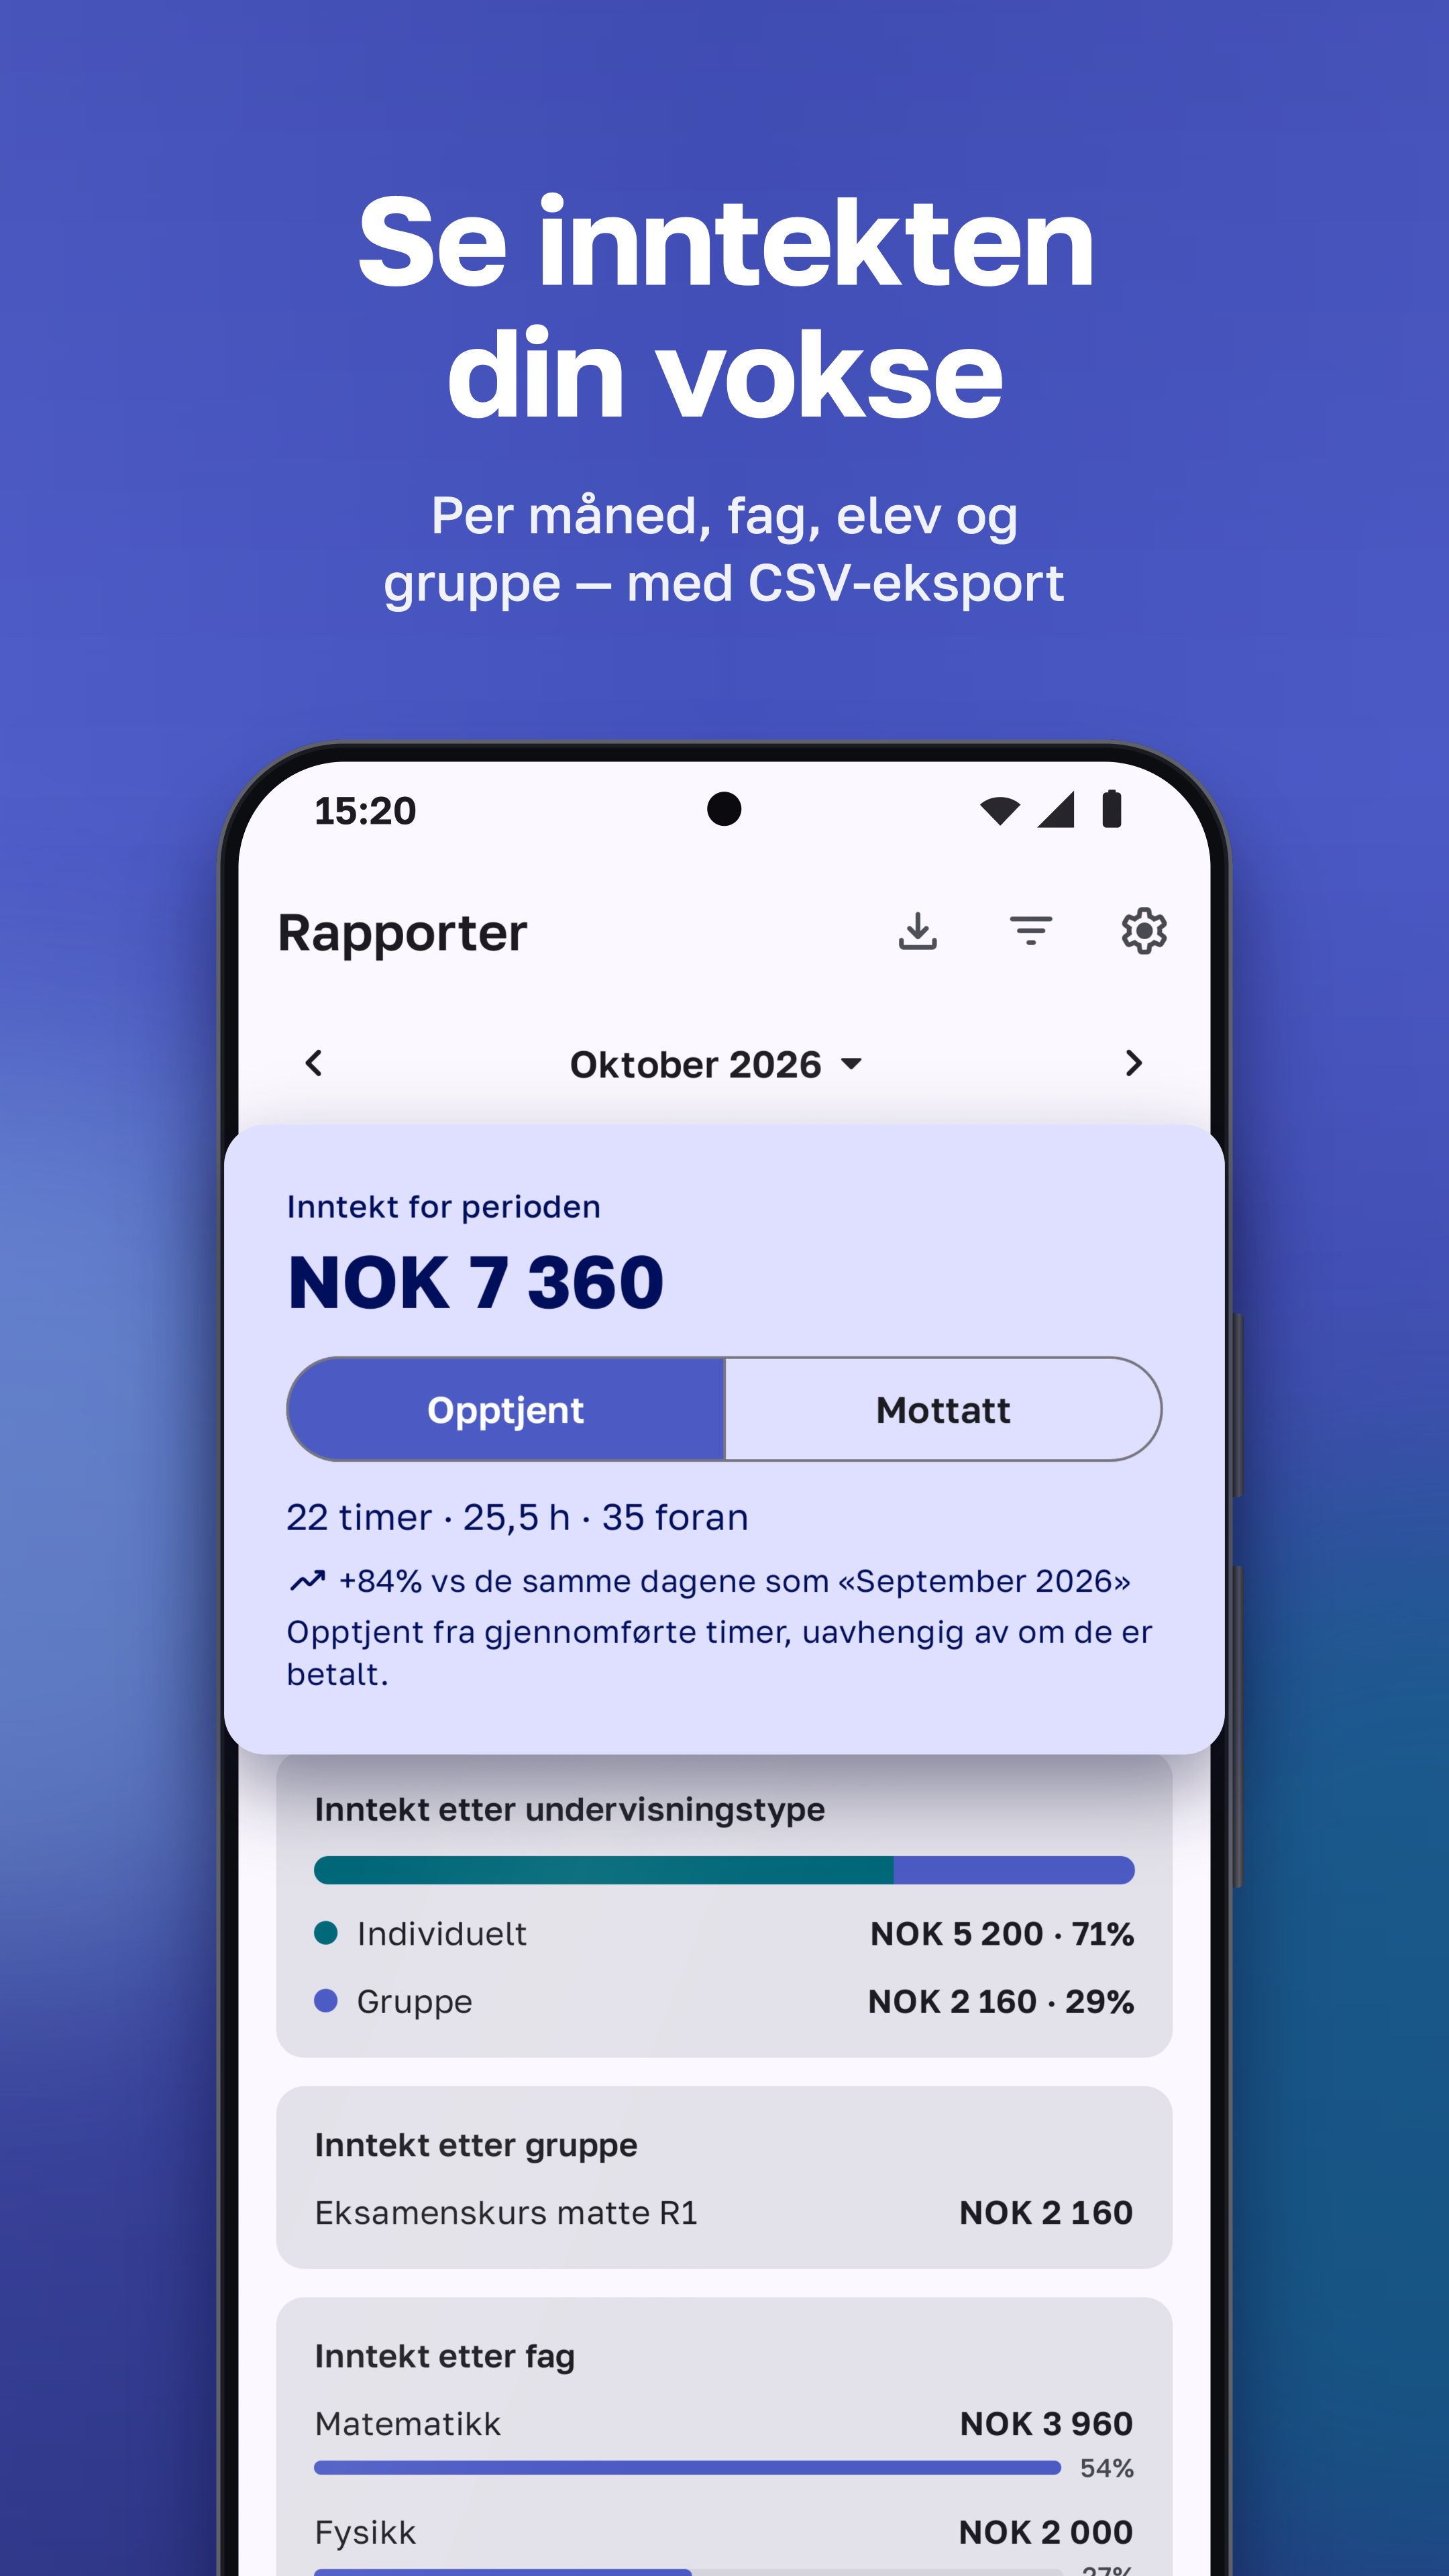 Se inntekten
din vokse
Per måned, fag, elev og
gruppe — med CSV-eksport
15:20
Rapporter
Oktober 2026
Inntekt for perioden
NOK 7 360
Opptjent
Mottatt
22 timer · 25,5 h · 35 foran
+84% vs de samme dagene som «September 2026»
Opptjent fra gjennomførte timer, uavhengig av om de er
betalt.
Inntekt etter undervisningstype
Individuelt NOK 5 200 · 71%
Gruppe NOK 2 160 · 29%
Inntekt etter gruppe
Eksamenskurs matte R1 NOK 2 160
Inntekt etter fag
Matematikk NOK 3 960
54%
Fysikk NOK 2 000